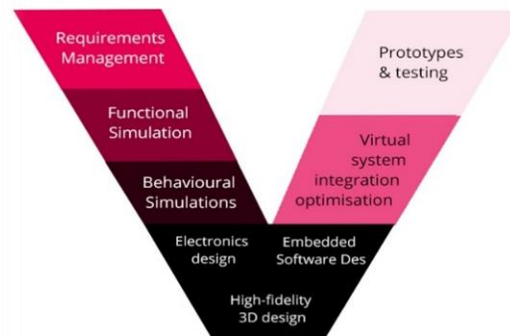 Requirements
Management
Functional
Simulation
Behavioural
Simulations
Electronics
design
Embedded
Software Des
High-fidelity
3D design
Virtual
system
integration
optimisation
Prototypes
& testing